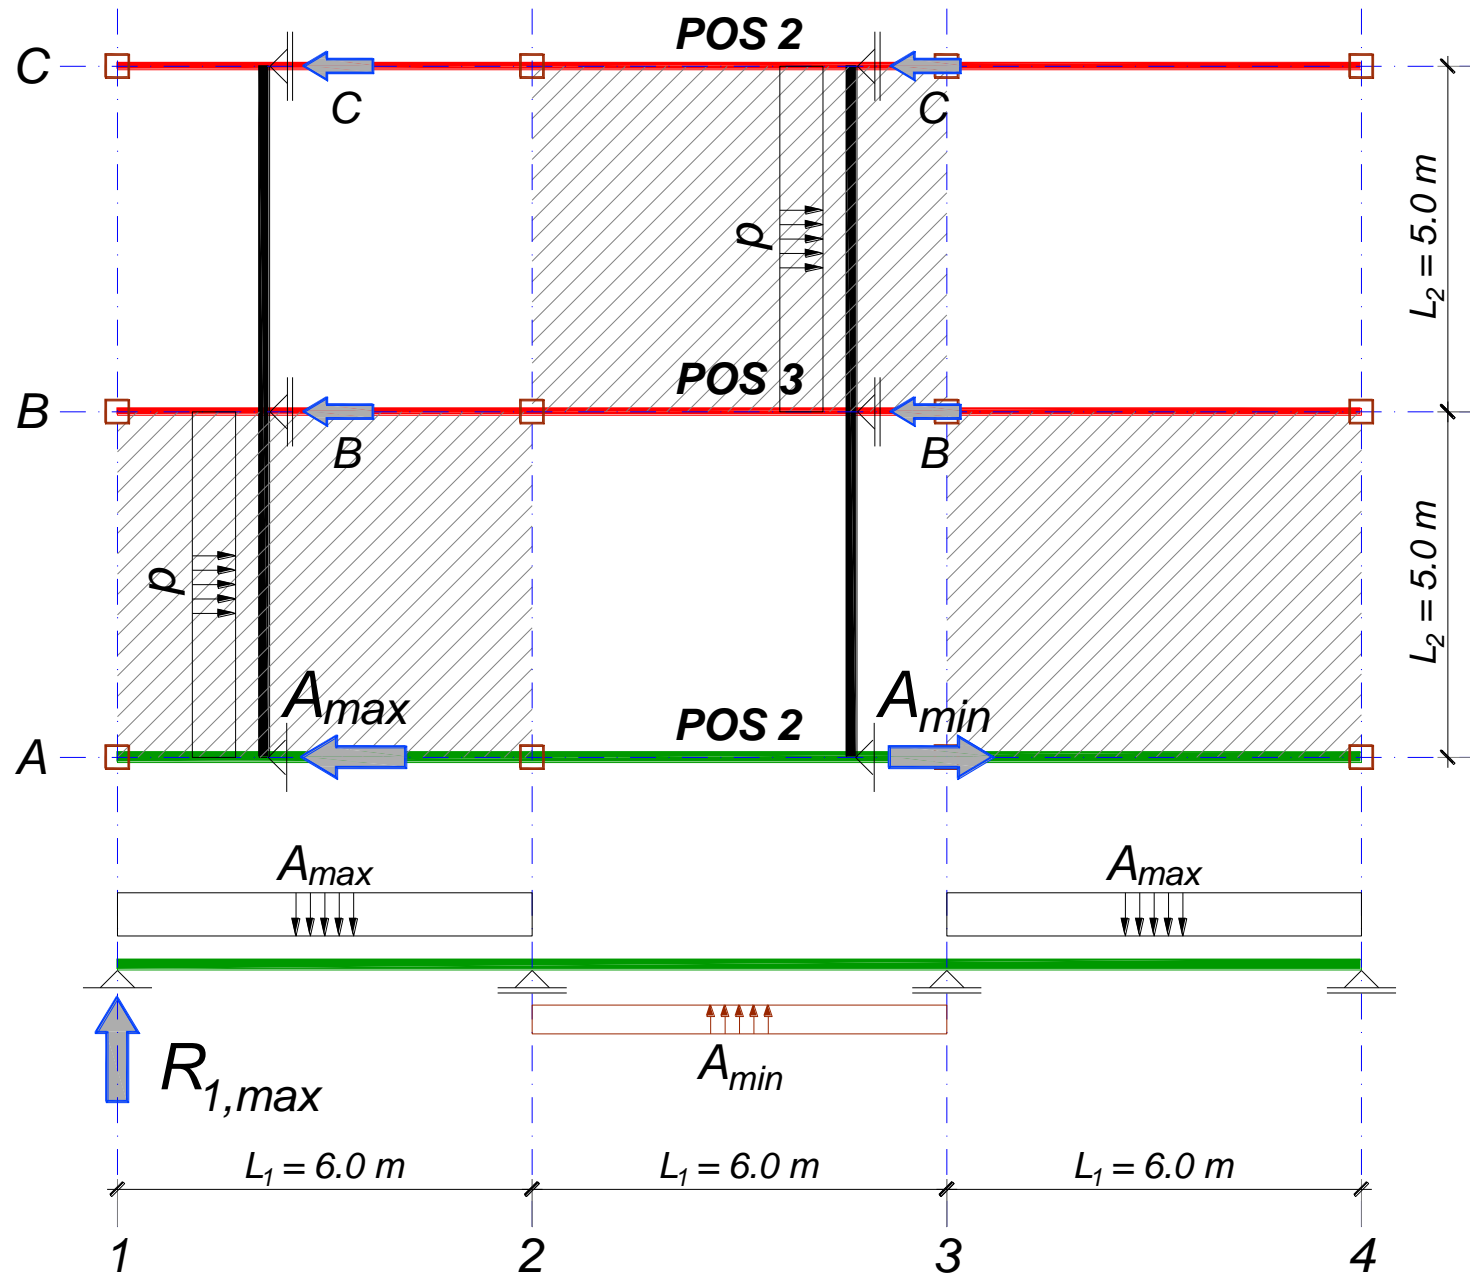 POS 2
C
C
C
p
L2 = 5.0 m
POS 3
B
B
B
p
L2 = 5.0 m
Amax
POS 2
Amin
A
Amax
Amax
Amin
R1,max
L1 = 6.0 m
L1 = 6.0 m
L1 = 6.0 m
1
2
3
4